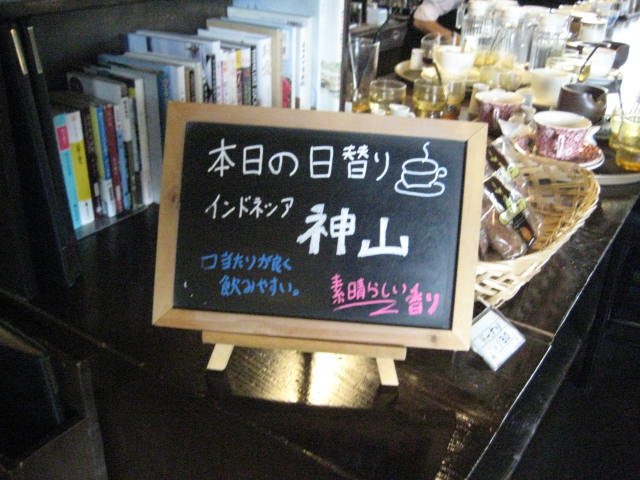 本日の日替り
インドネシア
神山
口当たりが良く
飲みやすい。
素晴らしい
香り